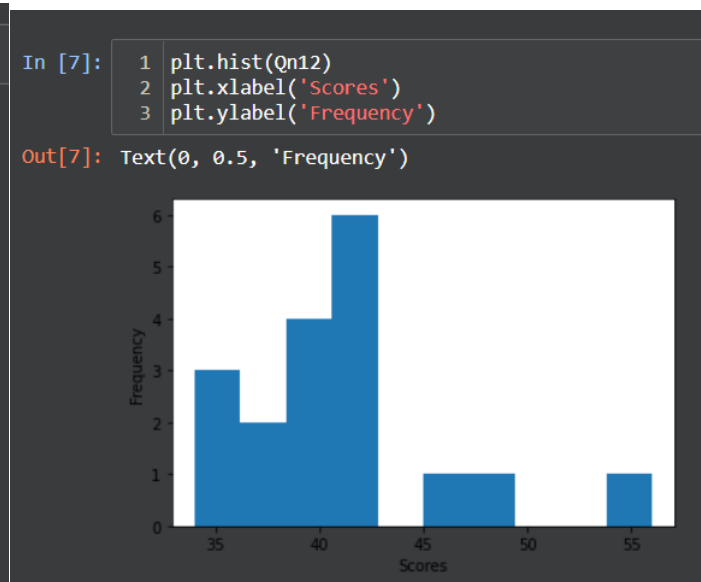 In [7]:
1 plt.hist(Qn12)
2 plt.xlabel('Scores')
3 plt.ylabel('Frequency')
Out[7]: Text(0, 0.5, 'Frequency')
6
5
4
3
2
1
0
Frequency
35 40 45 50 55
Scores